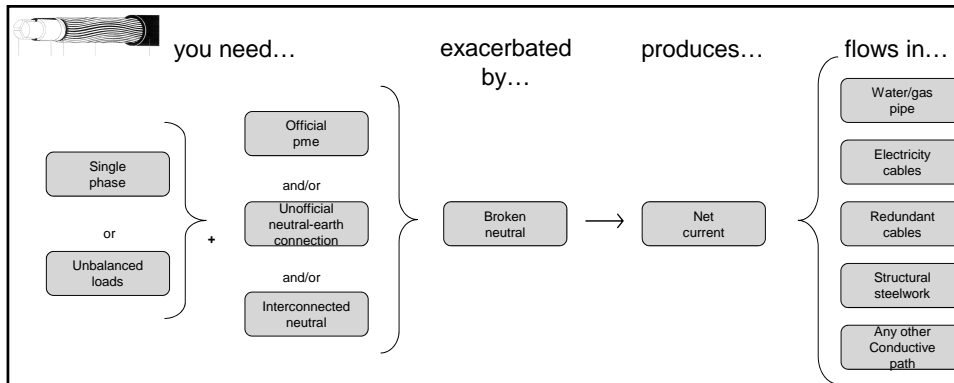 you need…
exacerbated
by…
produces…
flows in…
Single
phase
or
Unbalanced
loads
+
Official
pme
and/or
Unofficial
neutral-earth
connection
and/or
Interconnected
neutral
Broken
neutral
Net
current
Water/gas
pipe
Electricity
cables
Redundant
cables
Structural
steelwork
Any other
Conductive
path